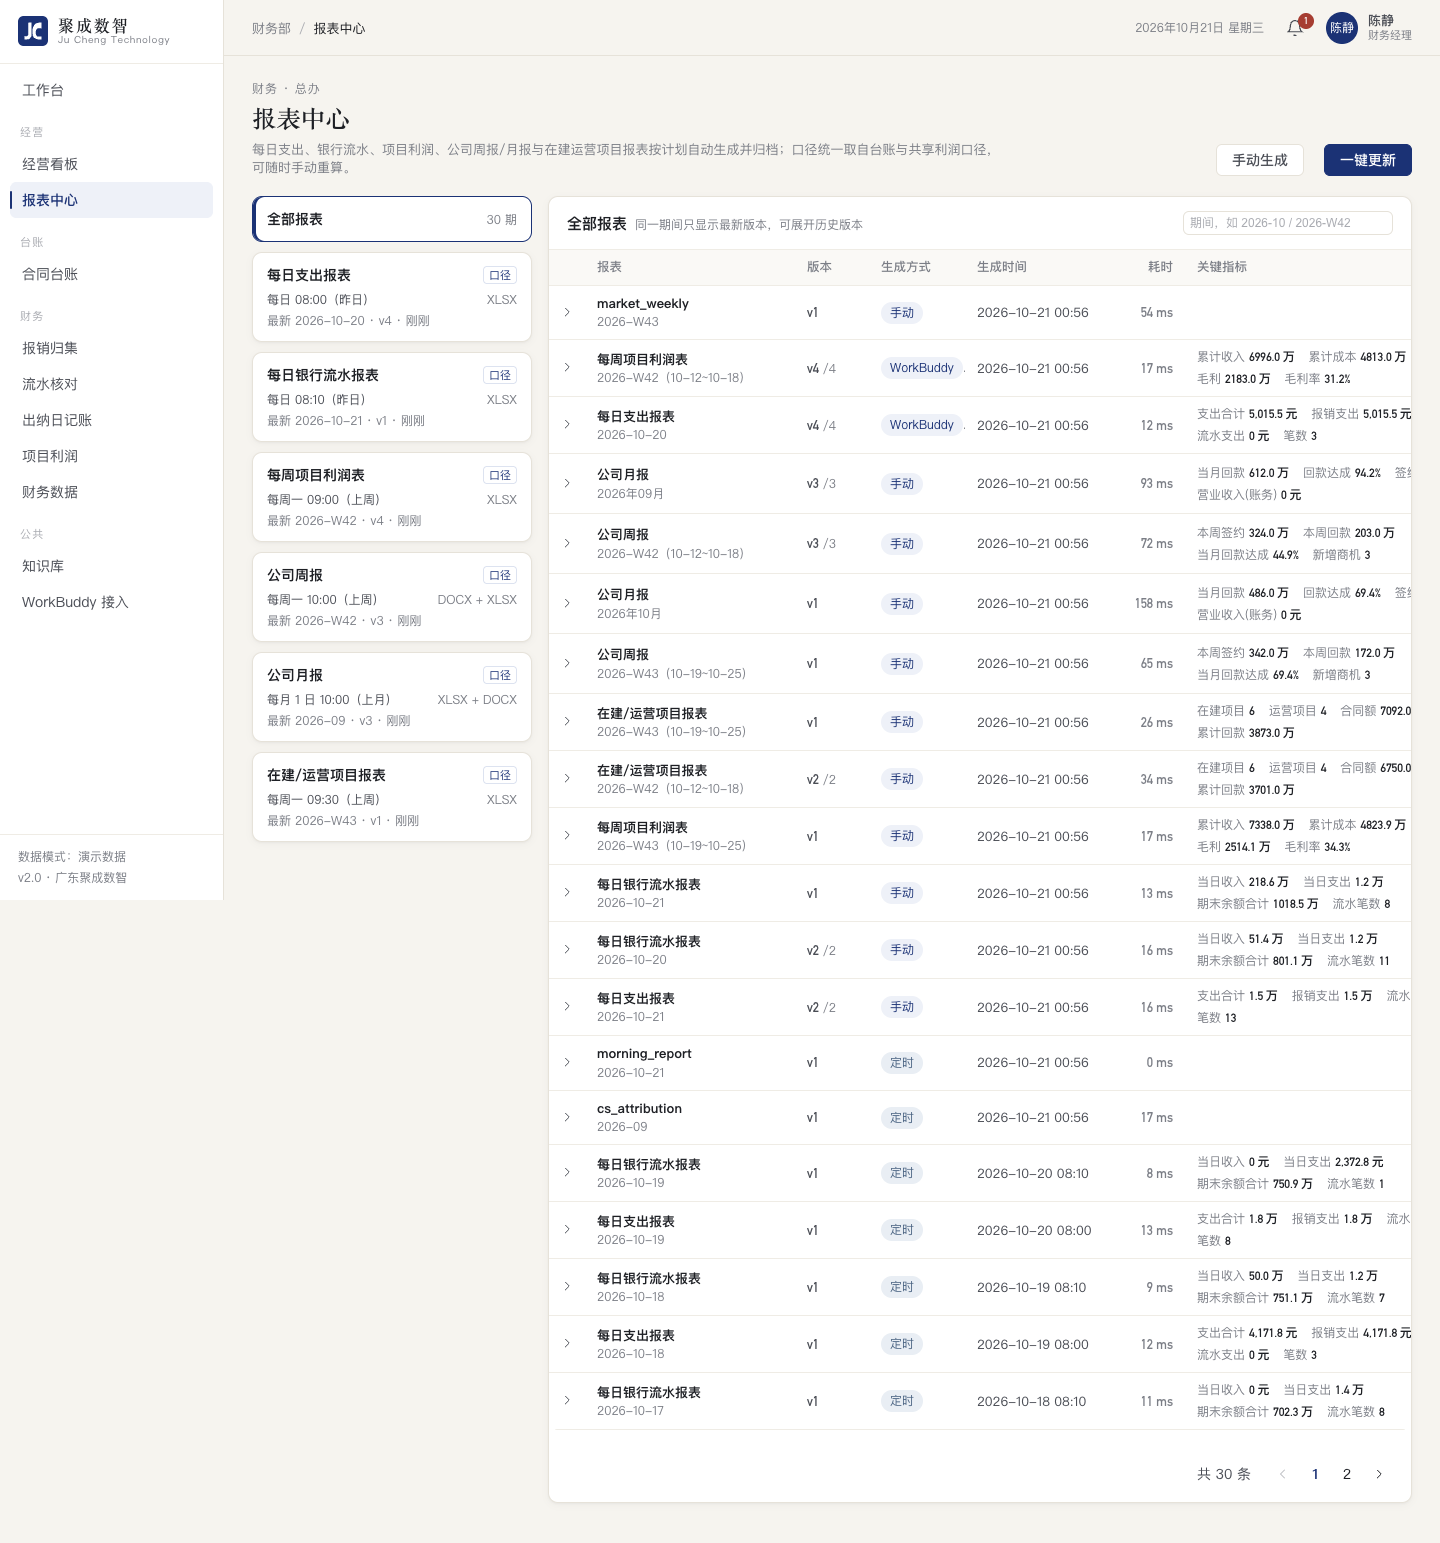 JC 聚成数智
Ju Cheng Technology
工作台
经营
经营看板
报表中心
台账
合同台账
财务
报销归集
流水核对
出纳日记账
项目利润
财务数据
公共
知识库
WorkBuddy 接入
数据模式：演示数据
v2.0 · 广东聚成数智
财务部 / 报表中心
2026年10月21日 星期三
1
陈静
陈静
财务经理
财务 · 总办
报表中心
每日支出、银行流水、项目利润、公司周报/月报与在建运营项目报表按计划自动生成并归档；口径统一取自台账与共享利润口径，
可随时手动重算。
手动生成
一键更新
全部报表 30 期
每日支出报表 口径
每日 08:00（昨日） XLSX
最新 2026-10-20 · v4 · 刚刚
每日银行流水报表 口径
每日 08:10（昨日） XLSX
最新 2026-10-21 · v1 · 刚刚
每周项目利润表 口径
每周一 09:00（上周） XLSX
最新 2026-W42 · v4 · 刚刚
公司周报 口径
每周一 10:00（上周） DOCX + XLSX
最新 2026-W42 · v3 · 刚刚
公司月报 口径
每月 1 日 10:00（上月） XLSX + DOCX
最新 2026-09 · v3 · 刚刚
在建/运营项目报表 口径
每周一 09:30（上周） XLSX
最新 2026-W43 · v1 · 刚刚
全部报表 同一期间只显示最新版本，可展开历史版本
期间，如 2026-10 / 2026-W42
报表 版本 生成方式 生成时间 耗时 关键指标
market_weekly
2026-W43
v1 手动 2026-10-21 00:56 54 ms
每周项目利润表
2026-W42（10-12~10-18）
v4 /4 WorkBuddy . 2026-10-21 00:56 17 ms
累计收入 6996.0 万 累计成本 4813.0 万
毛利 2183.0 万 毛利率 31.2%
每日支出报表
2026-10-20
v4 /4 WorkBuddy . 2026-10-21 00:56 12 ms
支出合计 5,015.5 元 报销支出 5,015.5 元
流水支出 0 元 笔数 3
公司月报
2026年09月
v3 /3 手动 2026-10-21 00:56 93 ms
当月回款 612.0 万 回款达成 94.2% 签
营业收入(账务) 0 元
公司周报
2026-W42（10-12~10-18）
v3 /3 手动 2026-10-21 00:56 72 ms
本周签约 324.0 万 本周回款 203.0 万
当月回款达成 44.9% 新增商机 3
公司月报
2026年10月
v1 手动 2026-10-21 00:56 158 ms
当月回款 486.0 万 回款达成 69.4% 签
营业收入(账务) 0 元
公司周报
2026-W43（10-19~10-25）
v1 手动 2026-10-21 00:56 65 ms
本周签约 342.0 万 本周回款 172.0 万
当月回款达成 69.4% 新增商机 3
在建/运营项目报表
2026-W43（10-19~10-25）
v1 手动 2026-10-21 00:56 26 ms
在建项目 6 运营项目 4 合同额 7092.0
累计回款 3873.0 万
在建/运营项目报表
2026-W42（10-12~10-18）
v2 /2 手动 2026-10-21 00:56 34 ms
在建项目 6 运营项目 4 合同额 6750.0
累计回款 3701.0 万
每周项目利润表
2026-W43（10-19~10-25）
v1 手动 2026-10-21 00:56 17 ms
累计收入 7338.0 万 累计成本 4823.9 万
毛利 2514.1 万 毛利率 34.3%
每日银行流水报表
2026-10-21
v1 手动 2026-10-21 00:56 13 ms
当日收入 218.6 万 当日支出 1.2 万
期末余额合计 1018.5 万 流水笔数 8
每日银行流水报表
2026-10-20
v2 /2 手动 2026-10-21 00:56 16 ms
当日收入 51.4 万 当日支出 1.2 万
期末余额合计 801.1 万 流水笔数 11
每日支出报表
2026-10-21
v2 /2 手动 2026-10-21 00:56 16 ms
支出合计 1.5 万 报销支出 1.5 万 流水
笔数 13
morning_report
2026-10-21
v1 定时 2026-10-21 00:56 0 ms
cs_attribution
2026-09
v1 定时 2026-10-21 00:56 17 ms
每日银行流水报表
2026-10-19
v1 定时 2026-10-20 08:10 8 ms
当日收入 0 元 当日支出 2,372.8 元
期末余额合计 750.9 万 流水笔数 1
每日支出报表
2026-10-19
v1 定时 2026-10-20 08:00 13 ms
支出合计 1.8 万 报销支出 1.8 万 流水
笔数 8
每日银行流水报表
2026-10-18
v1 定时 2026-10-19 08:10 9 ms
当日收入 50.0 万 当日支出 1.2 万
期末余额合计 751.1 万 流水笔数 7
每日支出报表
2026-10-18
v1 定时 2026-10-19 08:00 12 ms
支出合计 4,171.8 元 报销支出 4,171.8 元
流水支出 0 元 笔数 3
每日银行流水报表
2026-10-17
v1 定时 2026-10-18 08:10 11 ms
当日收入 0 元 当日支出 1.4 万
期末余额合计 702.3 万 流水笔数 8
共 30 条 1 2